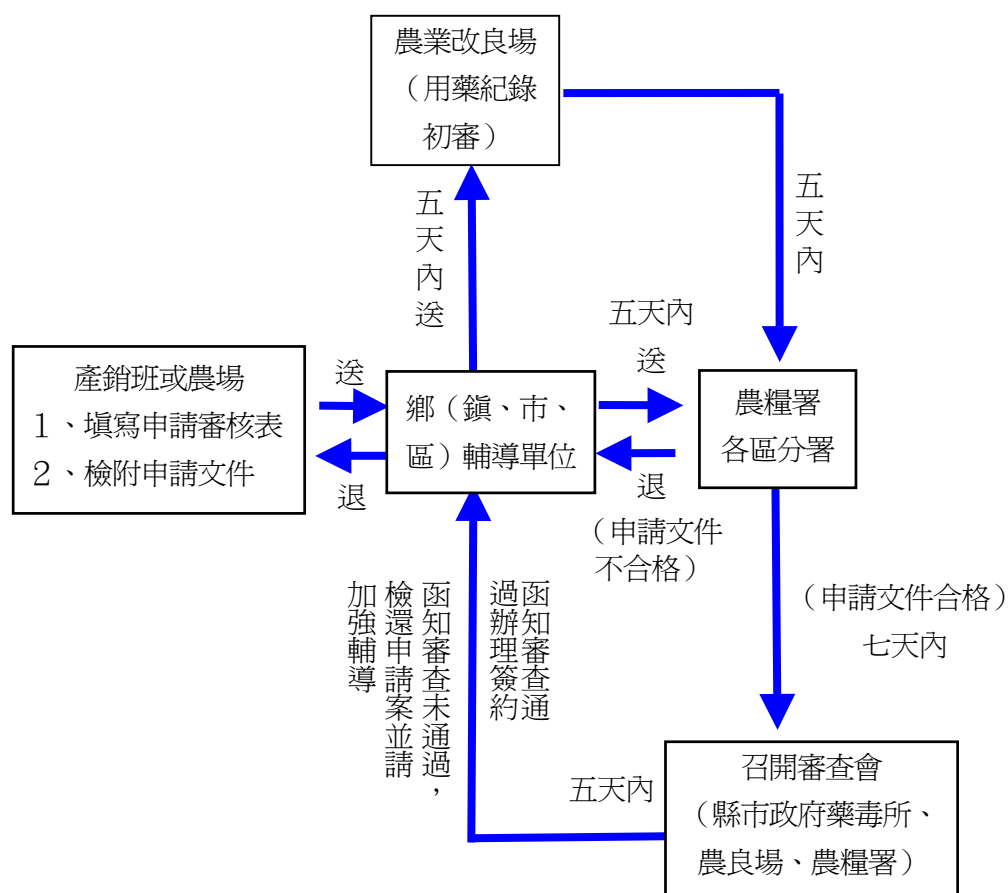 農業改良場
（用藥紀錄
初審）
五天內送
五天內
產銷班或農場
１、填寫申請審核表
２、檢附申請文件
送
退
鄉（鎮、市、
區）輔導單位
五天內
送
退
（申請文件
不合格）
農糧署
各區分署
（申請文件合格）
七天內
函知審查通
過辦理簽約
函知審查未通過，
檢還申請案並請
加強輔導
五天內
召開審查會
（縣市政府藥毒所、
農良場、農糧署）